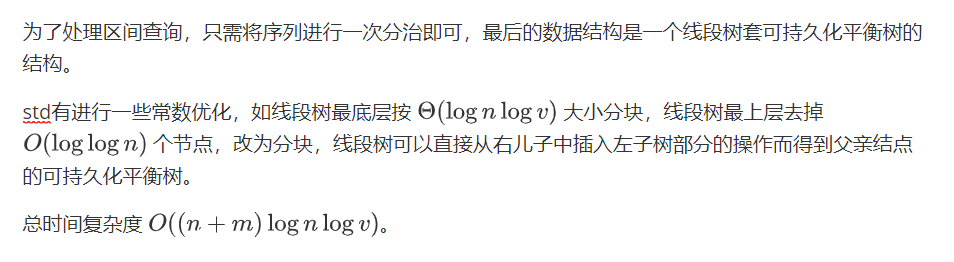 为了处理区间查询，只需将序列进行一次分治即可，最后的数据结构是一个线段树套可持久化平衡树的
结构。
std有进行一些常数优化，如线段树最底层按 Θ(log n log v) 大小分块，线段树最上层去掉
O(log log n) 个节点，改为分块，线段树可以直接从右儿子中插入左子树部分的操作而得到父亲结点
的可持久化平衡树。
总时间复杂度 O((n + m) log n log v)。